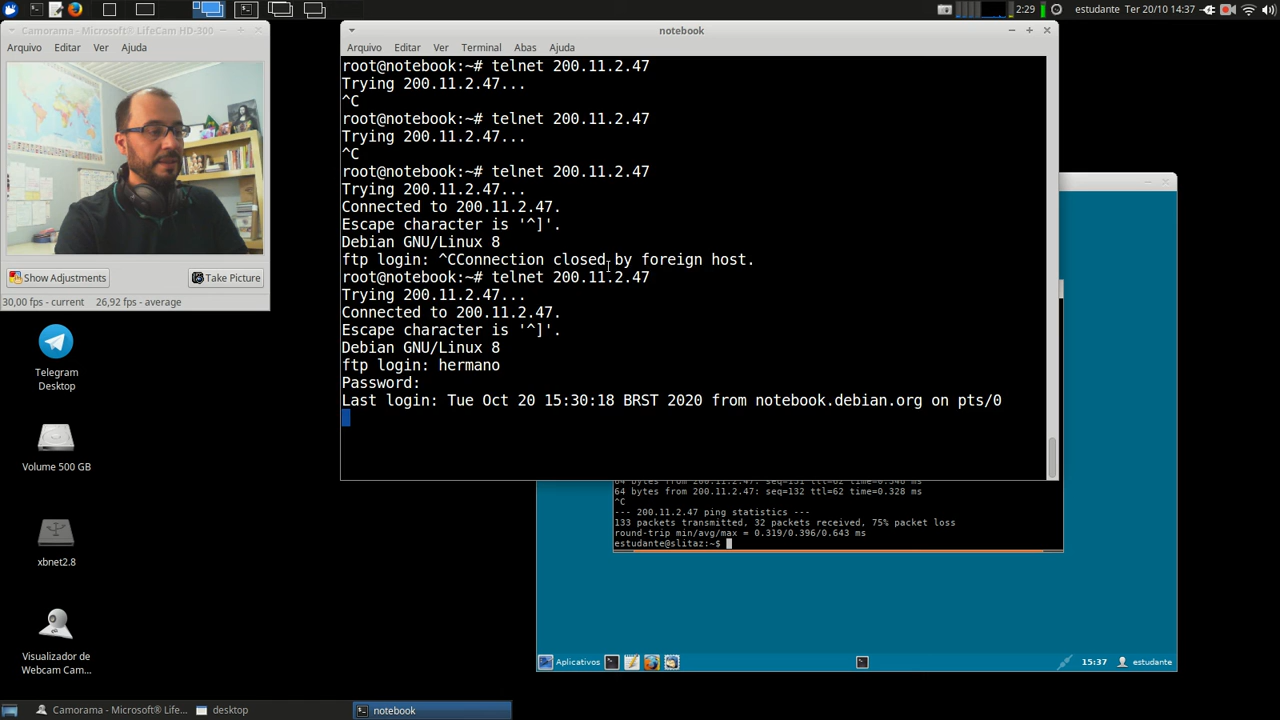 2:29
estudante Ter 20/10 14:37
Camorama - Microsoft® LifeCam HD-300
Arquivo Editar Ver Ajuda
Show Adjustments
Take Picture
30,00 fps - current 26,92 fps - average
Telegram
Desktop
Volume 500 GB
xbnet2.8
Visualizador de
Webcam Cam...
notebook
Arquivo Editar Ver Terminal Abas Ajuda
root@notebook:~# telnet 200.11.2.47
Trying 200.11.2.47...
^C
root@notebook:~# telnet 200.11.2.47
Trying 200.11.2.47...
^C
root@notebook:~# telnet 200.11.2.47
Trying 200.11.2.47...
Connected to 200.11.2.47.
Escape character is '^]'.
Debian GNU/Linux 8
ftp login: ^CConnection closed by foreign host.
root@notebook:~# telnet 200.11.2.47
Trying 200.11.2.47...
Connected to 200.11.2.47.
Escape character is '^]'.
Debian GNU/Linux 8
ftp login: hermano
Password:
Last login: Tue Oct 20 15:30:18 BRST 2020 from notebook.debian.org on pts/0
64 bytes from 200.11.2.47: seq=132 ttl=62 time=0.328 ms
^C
--- 200.11.2.47 ping statistics ---
133 packets transmitted, 32 packets received, 75% packet loss
round-trip min/avg/max = 0.319/0.396/0.643 ms
estudante@slitaz:~$
Aplicativos
15:37 estudante
Camorama - Microsoft® Life...
desktop
notebook